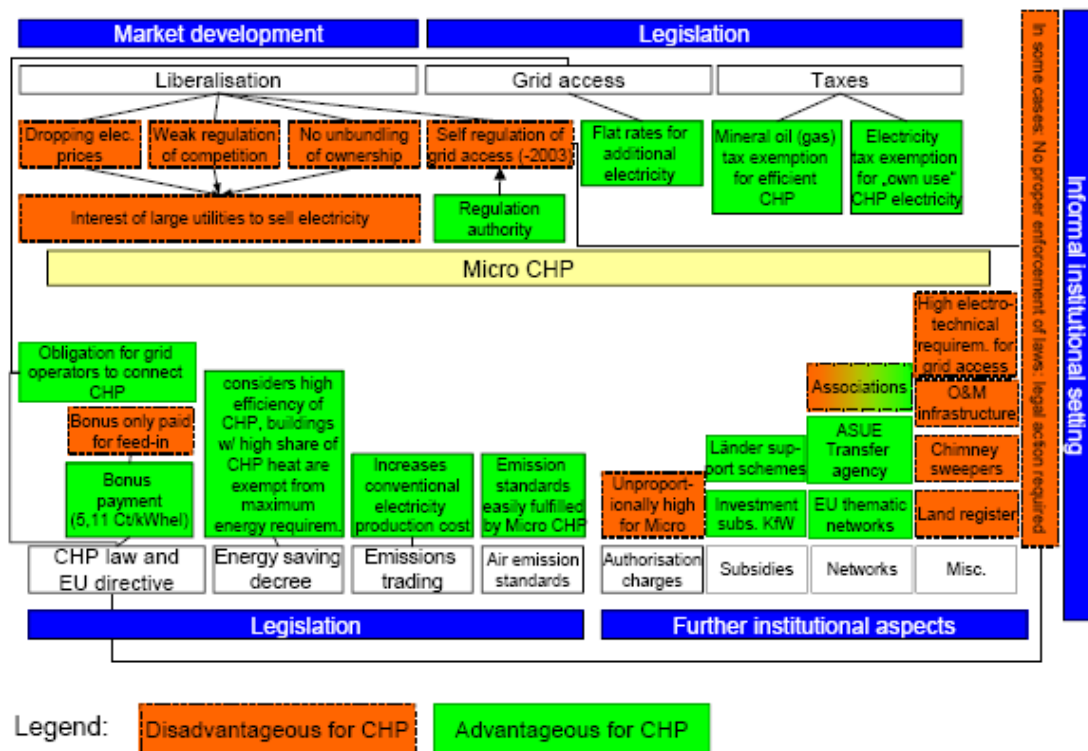 Market development
Legislation
Liberalisation
Grid access
Taxes
Dropping elec.
prices
Weak regulation
of competition
No unbundling
of ownership
Self regulation of
grid access (-2003)
Flat rates for
additional
electricity
Mineral oil (gas)
tax exemption
for efficient
CHP
Electricity
tax exemption
for „own use"
CHP electricity
Interest of large utilities to sell electricity
Regulation
authority
Micro CHP
Obligation for grid
operators to connect
CHP
Bonus only paid
for feed-in
Bonus
payment
(5,11 Ct/kWhel)
CHP law and
EU directive
considers high
efficiency of
CHP, buildings
w/ high share of
CHP heat are
exempt from
maximum
energy requirem.
Energy saving
decree
Increases
conventional
electricity
production cost
Emissions
trading
Emission
standards
easily fulfilled
by Micro CHP
Air emission
standards
Unpropor-
tionally high
for Micro
Authorisation
charges
Länder sup-
port schemes
Investment
subs. KfW
Subsidies
Associations
ASUE
Transfer
agency
EU thematic
networks
Networks
High electro-
technical
requirem. for
grid access
O&M
infrastructure
Chimney
sweepers
Land register
Misc.
Legislation
Further institutional aspects
In some cases: No proper enforcement of laws: legal action required
Informal institutional setting
Legend:
Disadvantageous for CHP
Advantageous for CHP